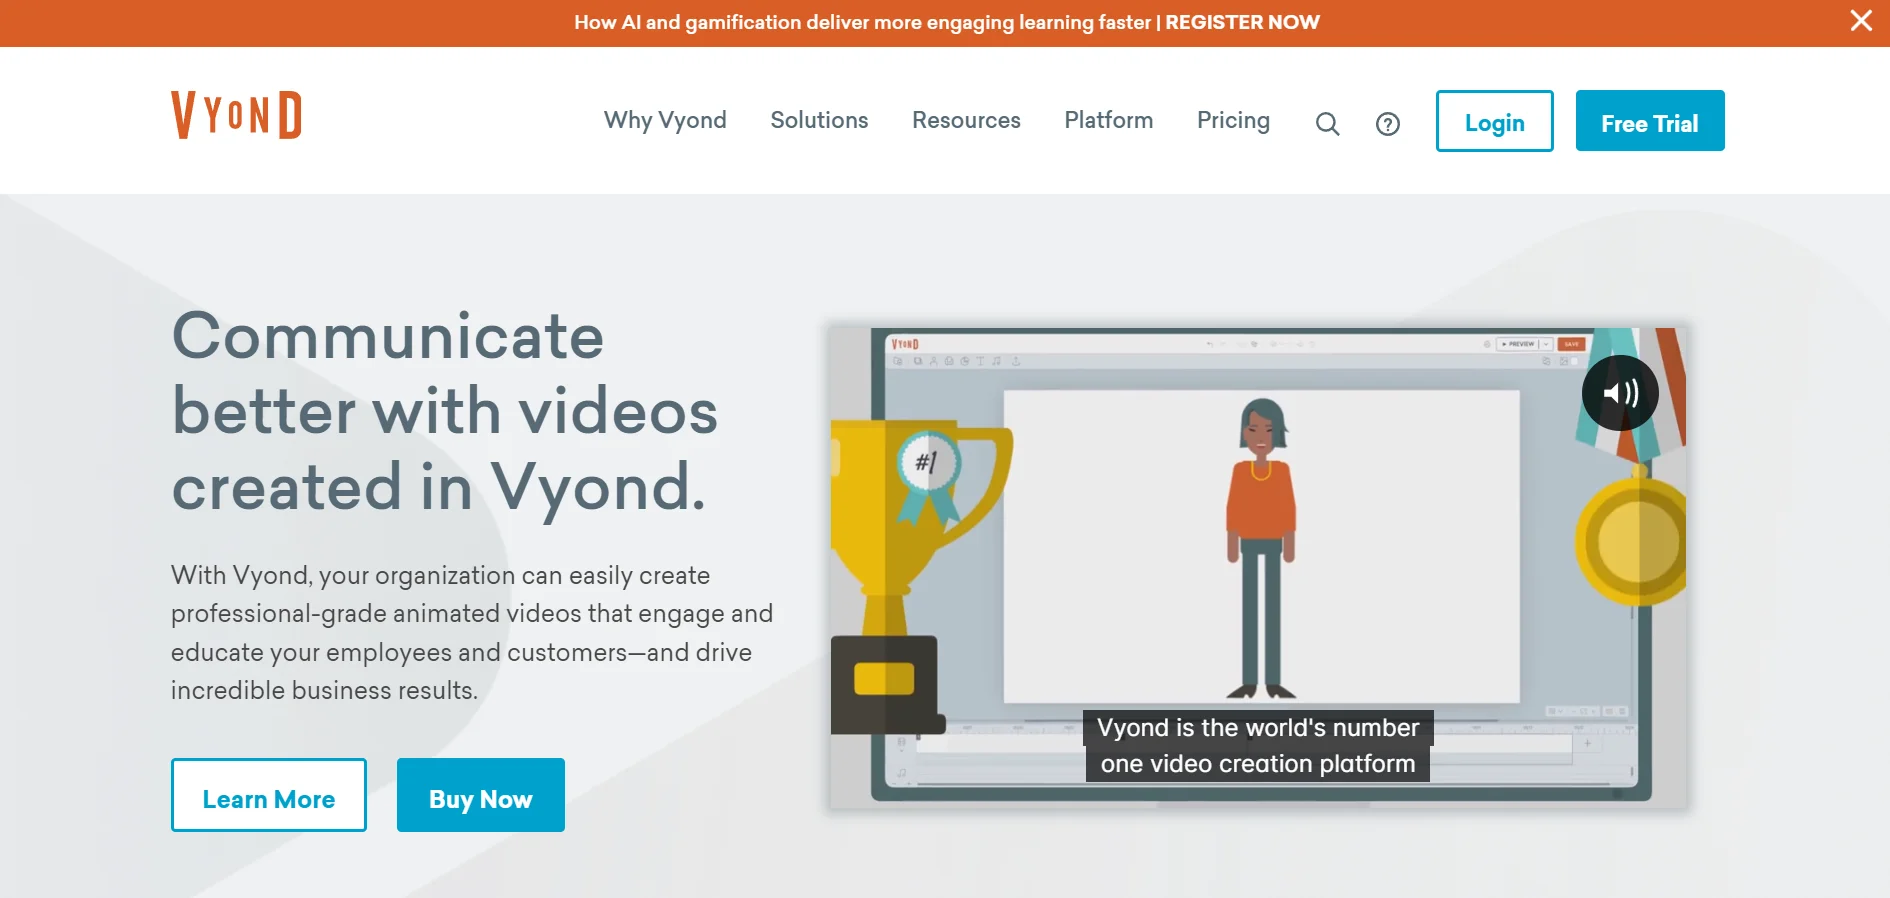 How AI and gamification deliver more engaging learning faster | REGISTER NOW
VYOND
Why Vyond
Solutions
Resources
Platform
Pricing
Login
Free Trial
Communicate
better with videos
created in Vyond.
With Vyond, your organization can easily create
professional-grade animated videos that engage and
educate your employees and customers—and drive
incredible business results.
Learn More
Buy Now
VYOND
PREVIEW
SAVE
#1
Vyond is the world's number
one video creation platform